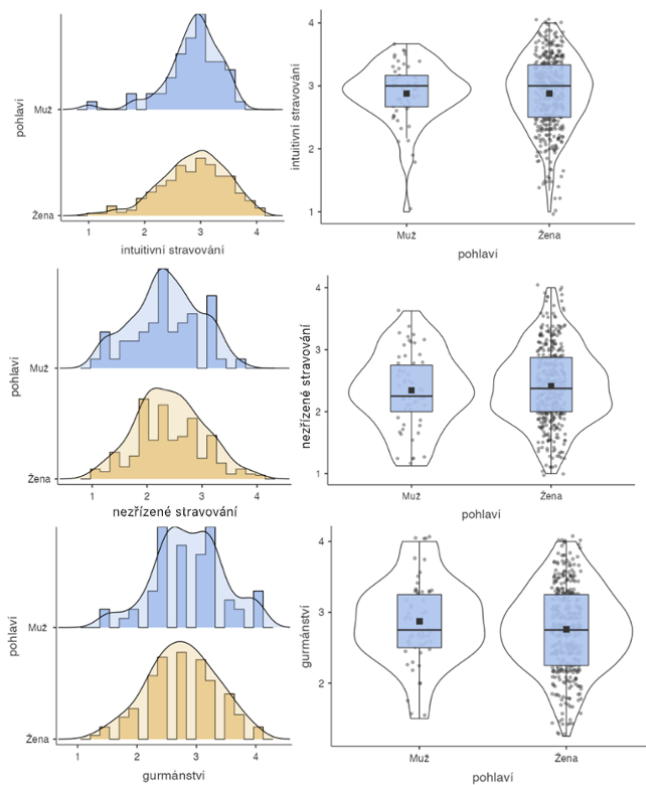 pohlaví
Muž
Žena
1 2 3 4
intuitivní stravování
intuitivní stravování
4
3
2
1
Muž Žena
pohlaví
pohlaví
Muž
Žena
1 2 3 4
nezřízené stravování
nezřízené stravování
4
3
2
1
Muž Žena
pohlaví
pohlaví
Muž
Žena
1 2 3 4
gurmánství
gurmánství
4
3
2
Muž Žena
pohlaví